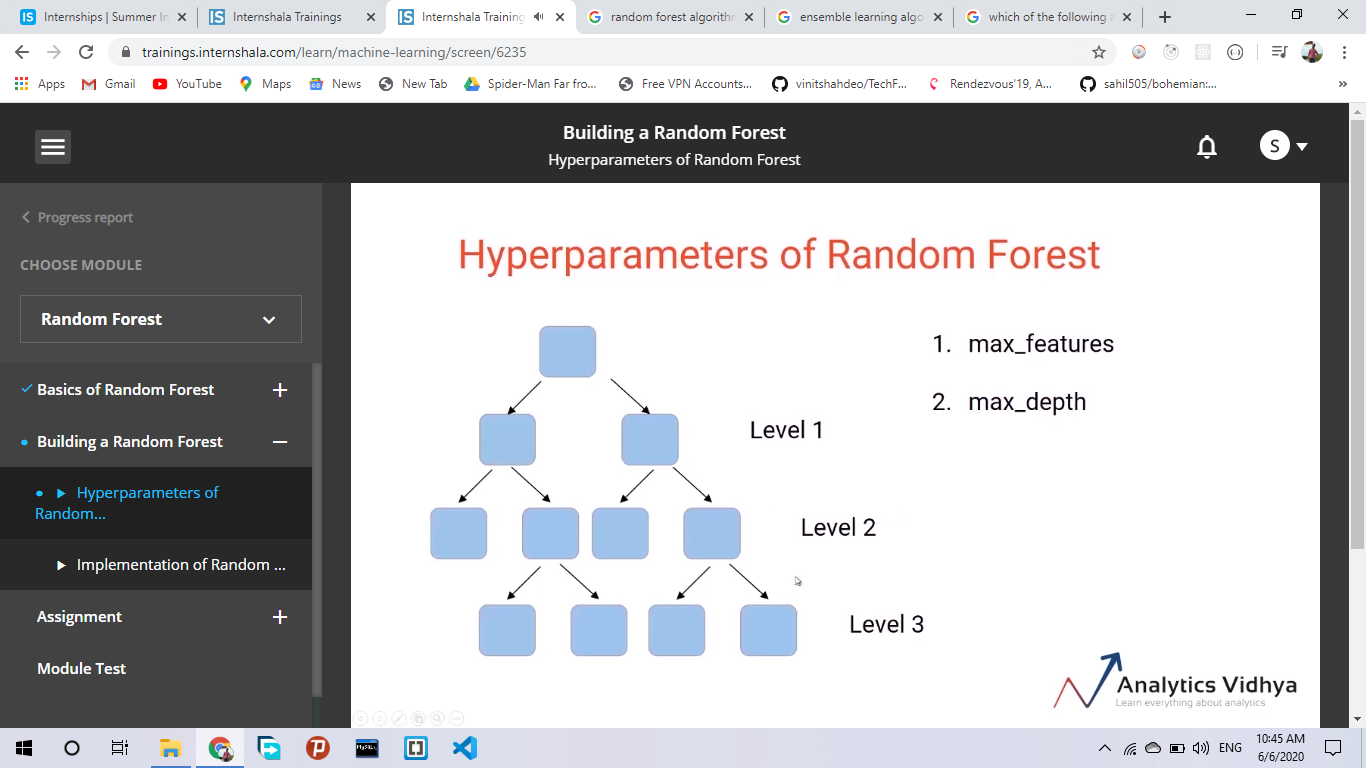 Internships | Summer In
Internshala Trainings
Internshala Training
random forest algorithm
ensemble learning algo
which of the following a
trainings.internshala.com/learn/machine-learning/screen/6235
Apps
Gmail
YouTube
Maps
News
New Tab
Spider-Man Far fro...
Free VPN Accounts...
vinitshahdeo/TechF...
Rendezvous'19, A...
sahil505/bohemian:...
»
Building a Random Forest
Hyperparameters of Random Forest
S
Progress report
CHOOSE MODULE
Random Forest
Basics of Random Forest
Building a Random Forest
Hyperparameters of
Random...
Implementation of Random ...
Assignment
Module Test
Hyperparameters of Random Forest
1. max_features
2. max_depth
Level 1
Level 2
Level 3
Analytics Vidhya
Learn everything about analytics
MySQL
ENG
10:45 AM
6/6/2020